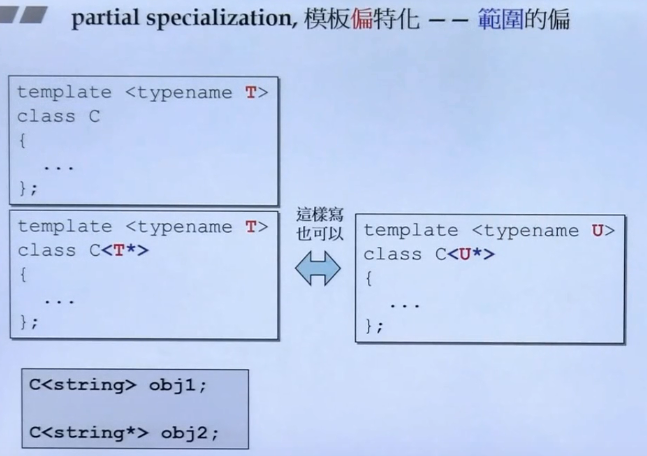 partial specialization, 模板偏特化 —— 範圍的偏
template <typename T>
class C
{
...
};
template <typename T>
class C<T*>
{
...
};
這樣寫
也可以
template <typename U>
class C<U*>
{
...
};
C<string> obj1;
C<string*> obj2;